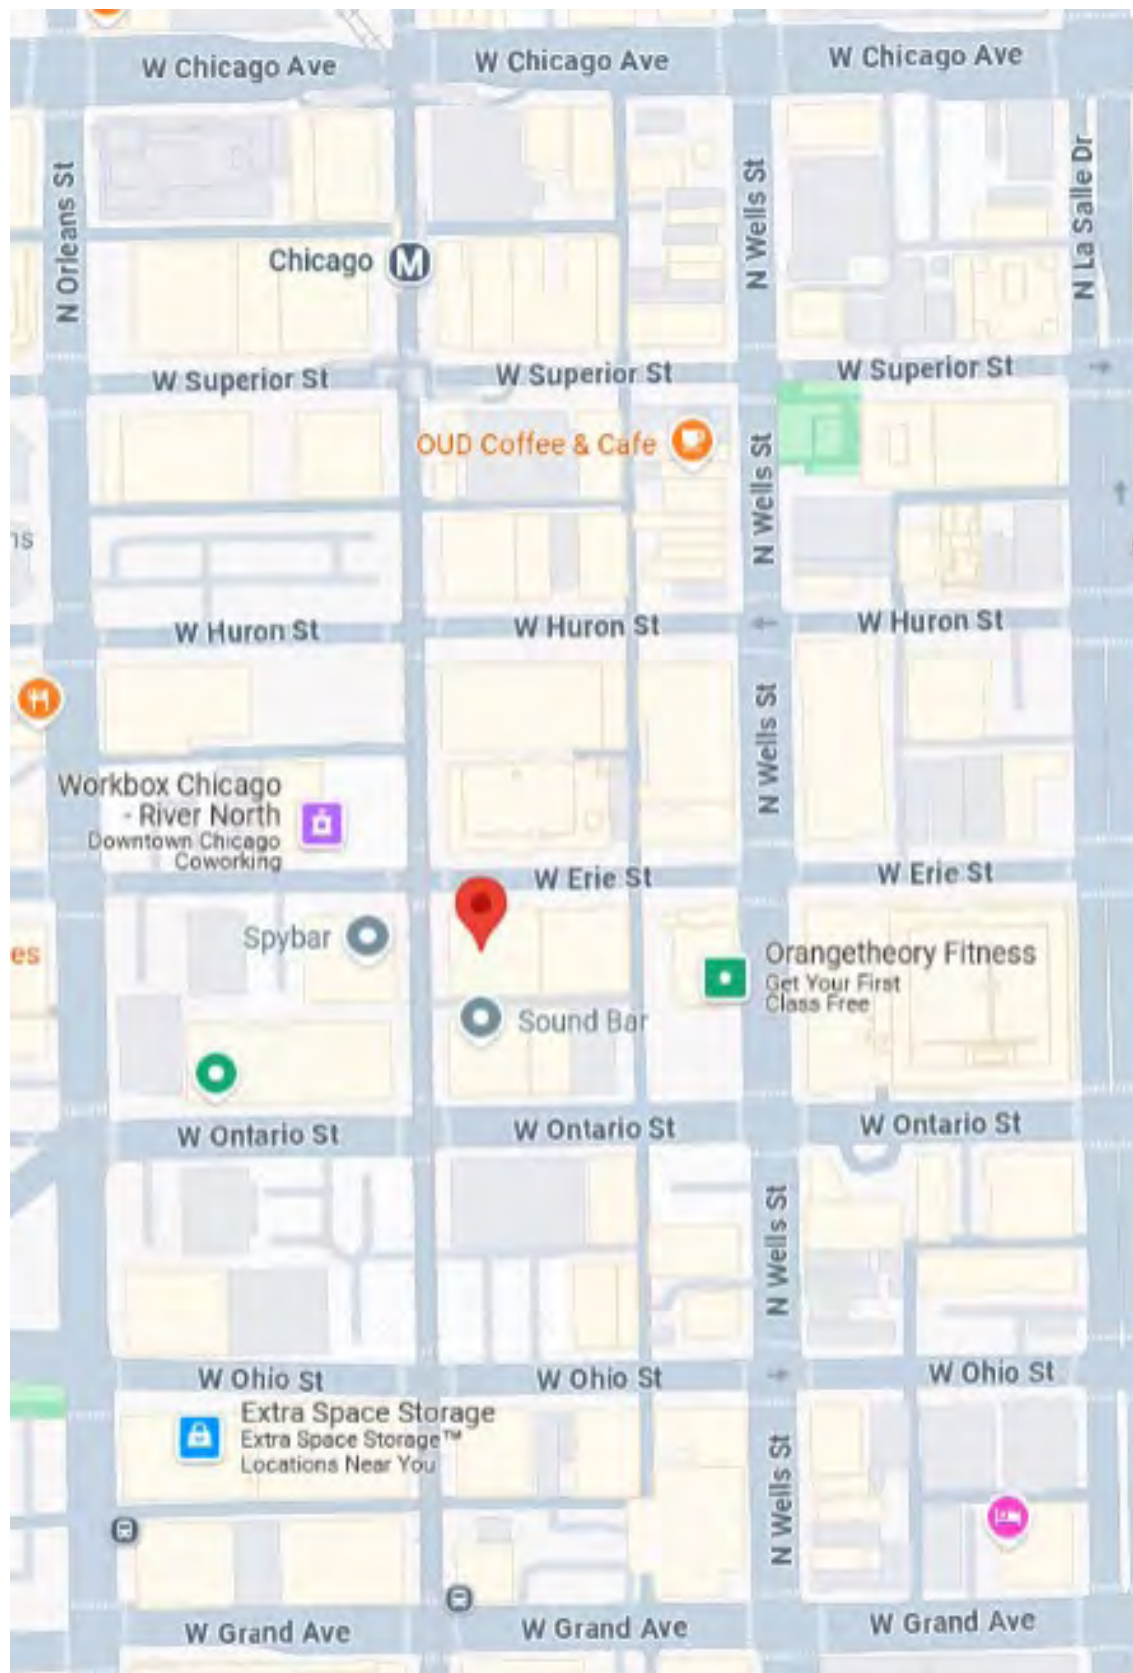 W Chicago Ave
W Chicago Ave
W Chicago Ave
N Orleans St
N Wells St
N La Salle Dr
Chicago M
W Superior St
W Superior St
W Superior St
OUD Coffee & Cafe
N Wells St
ns
W Huron St
W Huron St
W Huron St
N Wells St
Workbox Chicago
- River North
Downtown Chicago
Coworking
W Erie St
W Erie St
Spybar
es
Orangetheory Fitness
Get Your First
Class Free
Sound Bar
W Ontario St
W Ontario St
W Ontario St
N Wells St
W Ohio St
W Ohio St
W Ohio St
Extra Space Storage
Extra Space Storage™
Locations Near You
N Wells St
W Grand Ave
W Grand Ave
W Grand Ave